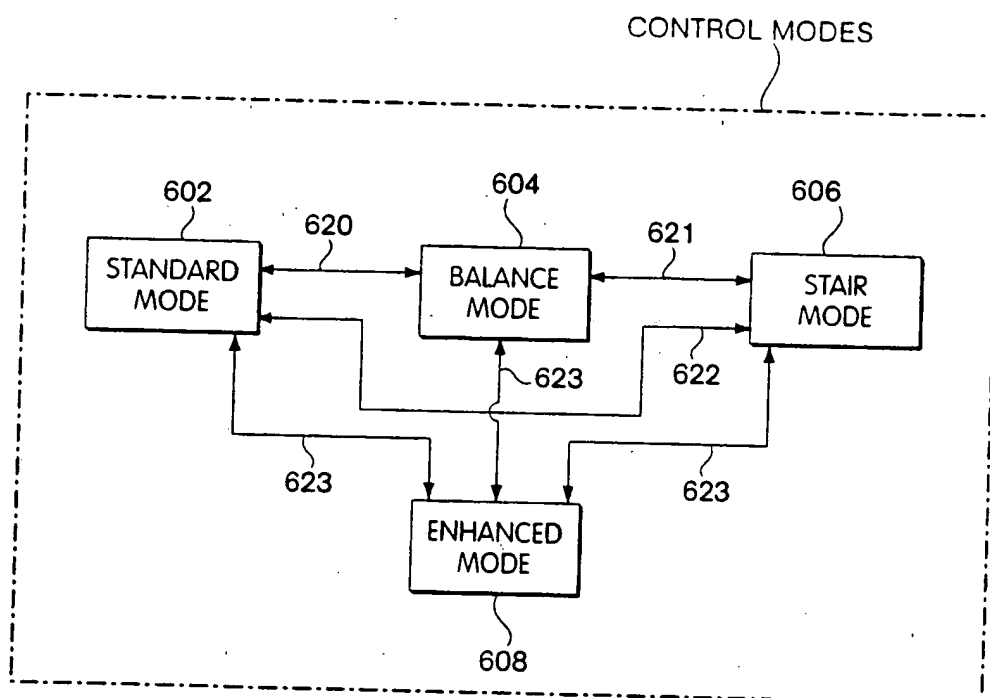 CONTROL MODES
602
604
606
620
621
STANDARD
MODE
BALANCE
MODE
STAIR
MODE
623
622
623
623
ENHANCED
MODE
608